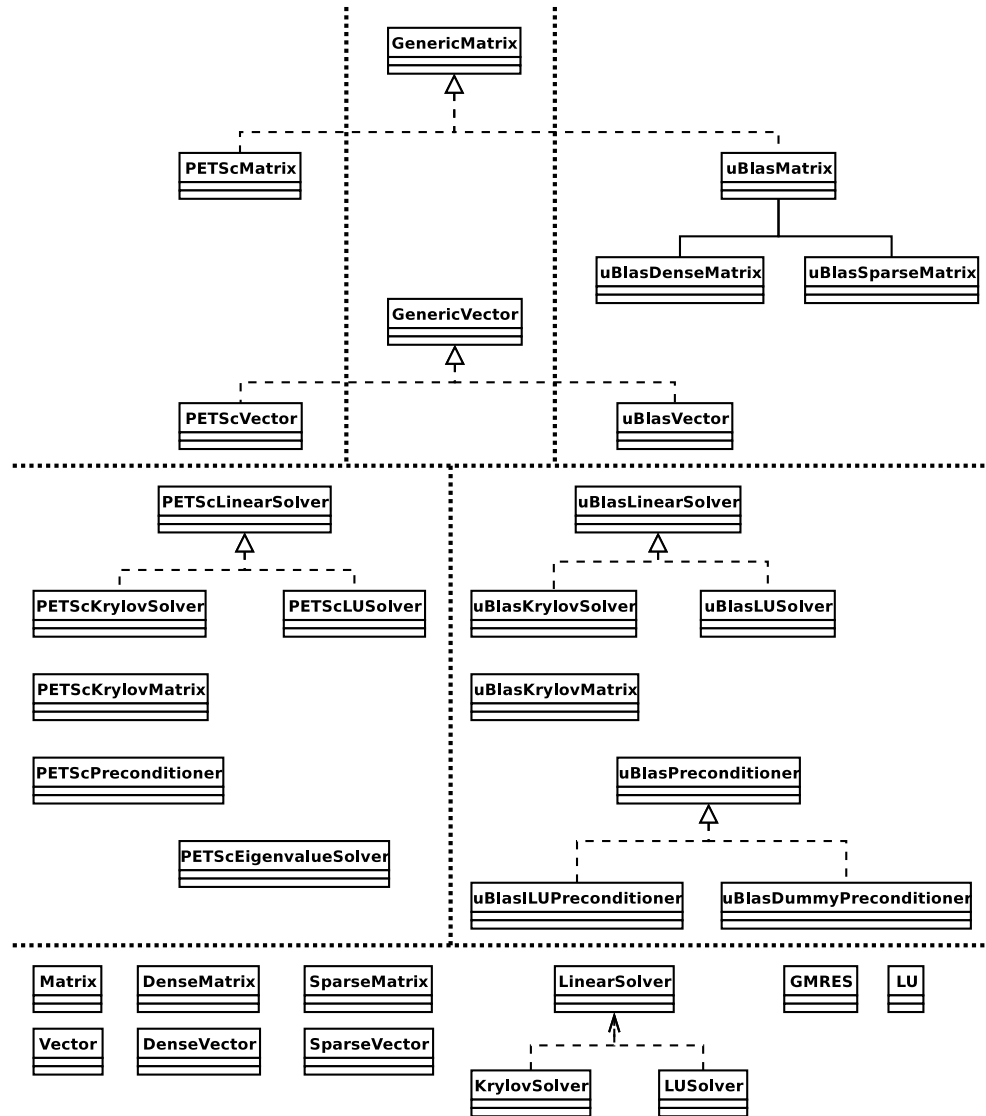 GenericMatrix
PETScMatrix
uBlasMatrix
uBlasDenseMatrix
uBlasSparseMatrix
GenericVector
PETScVector
uBlasVector
PETScLinearSolver
uBlasLinearSolver
PETScKrylovSolver
PETScLUSolver
uBlasKrylovSolver
uBlasLUSolver
PETScKrylovMatrix
uBlasKrylovMatrix
PETScPreconditioner
uBlasPreconditioner
PETScEigenvalueSolver
uBlasILUPreconditioner
uBlasDummyPreconditioner
Matrix
DenseMatrix
SparseMatrix
LinearSolver
GMRES
LU
Vector
DenseVector
SparseVector
KrylovSolver
LUSolver